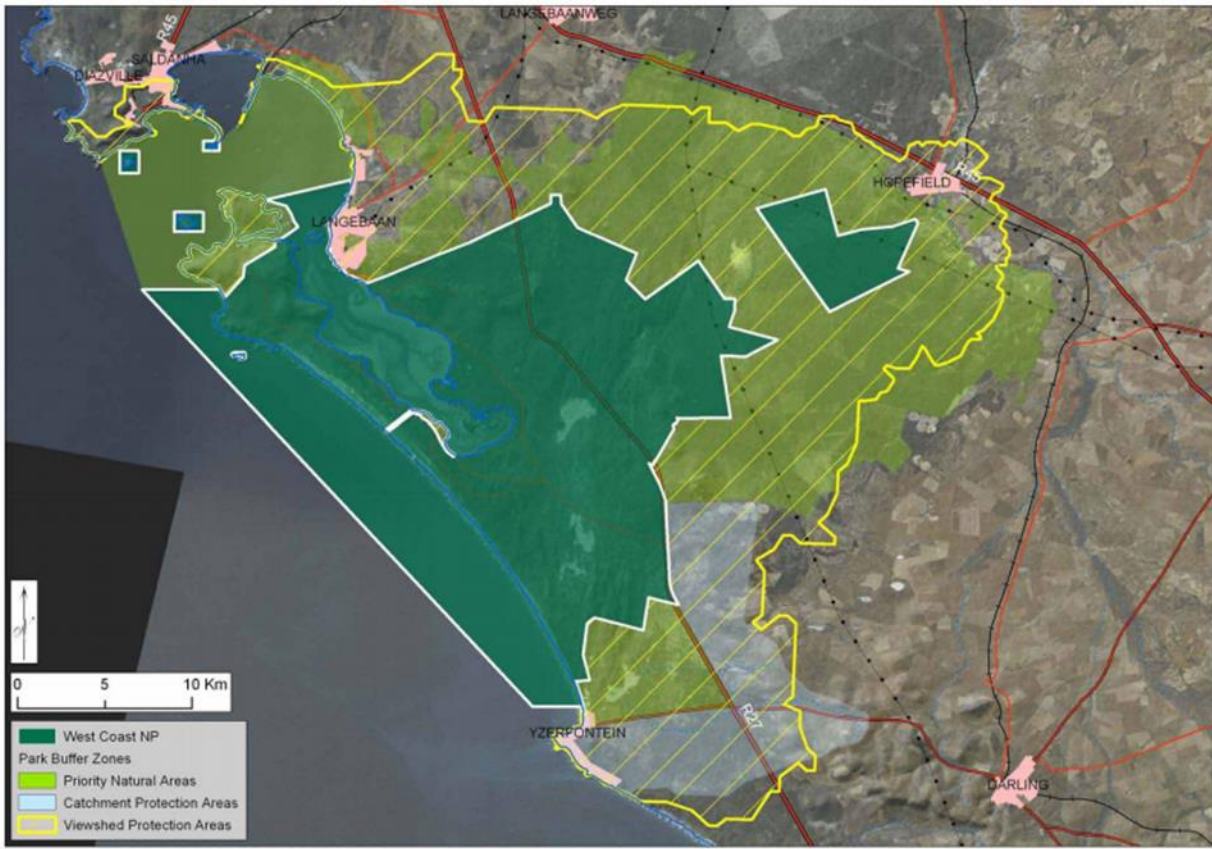 LANGEBAANWEG
R45
SALDANHA
DIAZVILLE
R45
HOPEFIELD
LANGEBAAN
0 5 10 Km
West Coast NP
Park Buffer Zones
Priority Natural Areas
Catchment Protection Areas
Viewshed Protection Areas
YZERFONTEIN
R27
DARLING